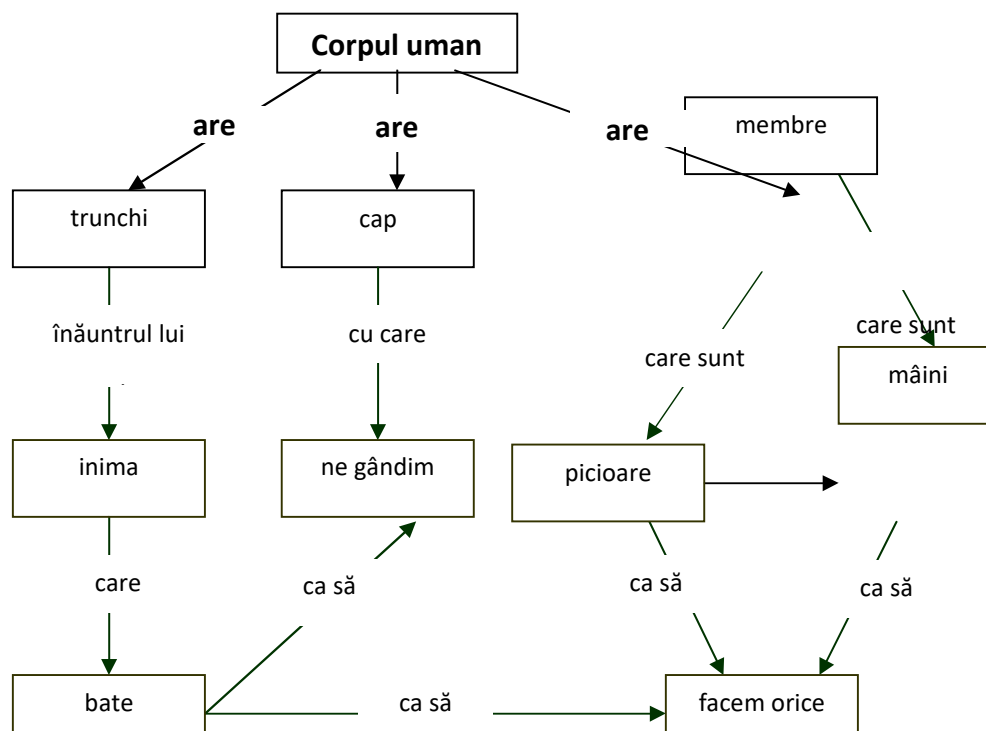 Corpul uman
are
are
are
membre
trunchi
cap
înăuntrul lui
cu care
care sunt
care sunt
mâini
inima
ne gândim
picioare
care
ca să
ca să
ca să
bate
ca să
facem orice